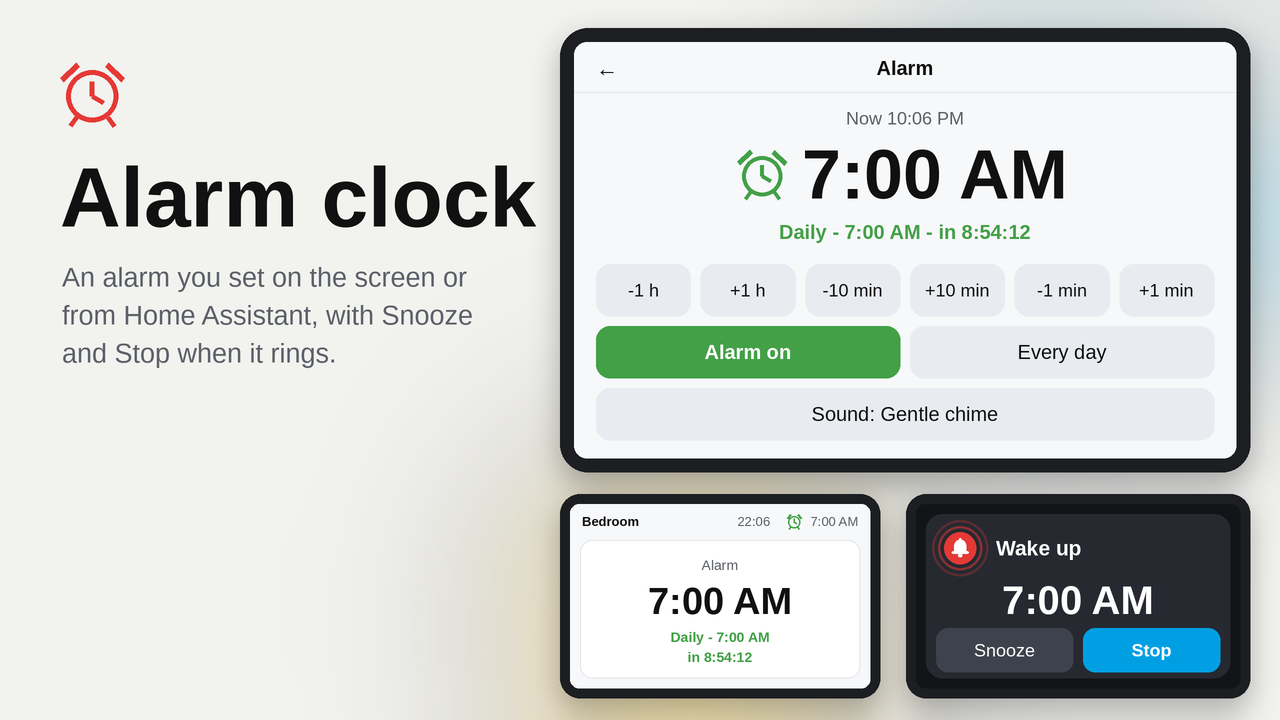 Alarm clock
An alarm you set on the screen or
from Home Assistant, with Snooze
and Stop when it rings.
← Alarm
Now 10:06 PM
7:00 AM
Daily - 7:00 AM - in 8:54:12
-1 h +1 h -10 min +10 min -1 min +1 min
Alarm on Every day
Sound: Gentle chime
Bedroom 22:06 7:00 AM
Alarm
7:00 AM
Daily - 7:00 AM
in 8:54:12
Wake up
7:00 AM
Snooze Stop